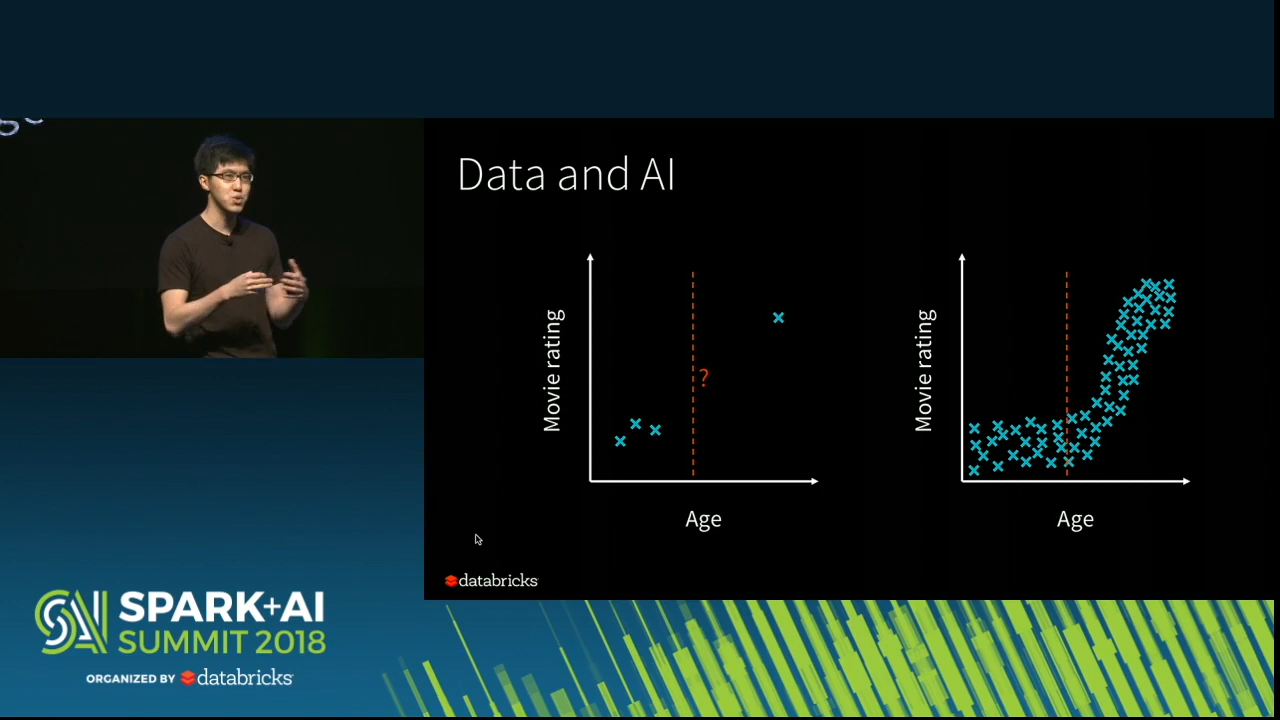 Data and AI
Movie rating
?
Age
Movie rating
Age
databricks
SPARK+AI
SUMMIT 2018
ORGANIZED BY databricks